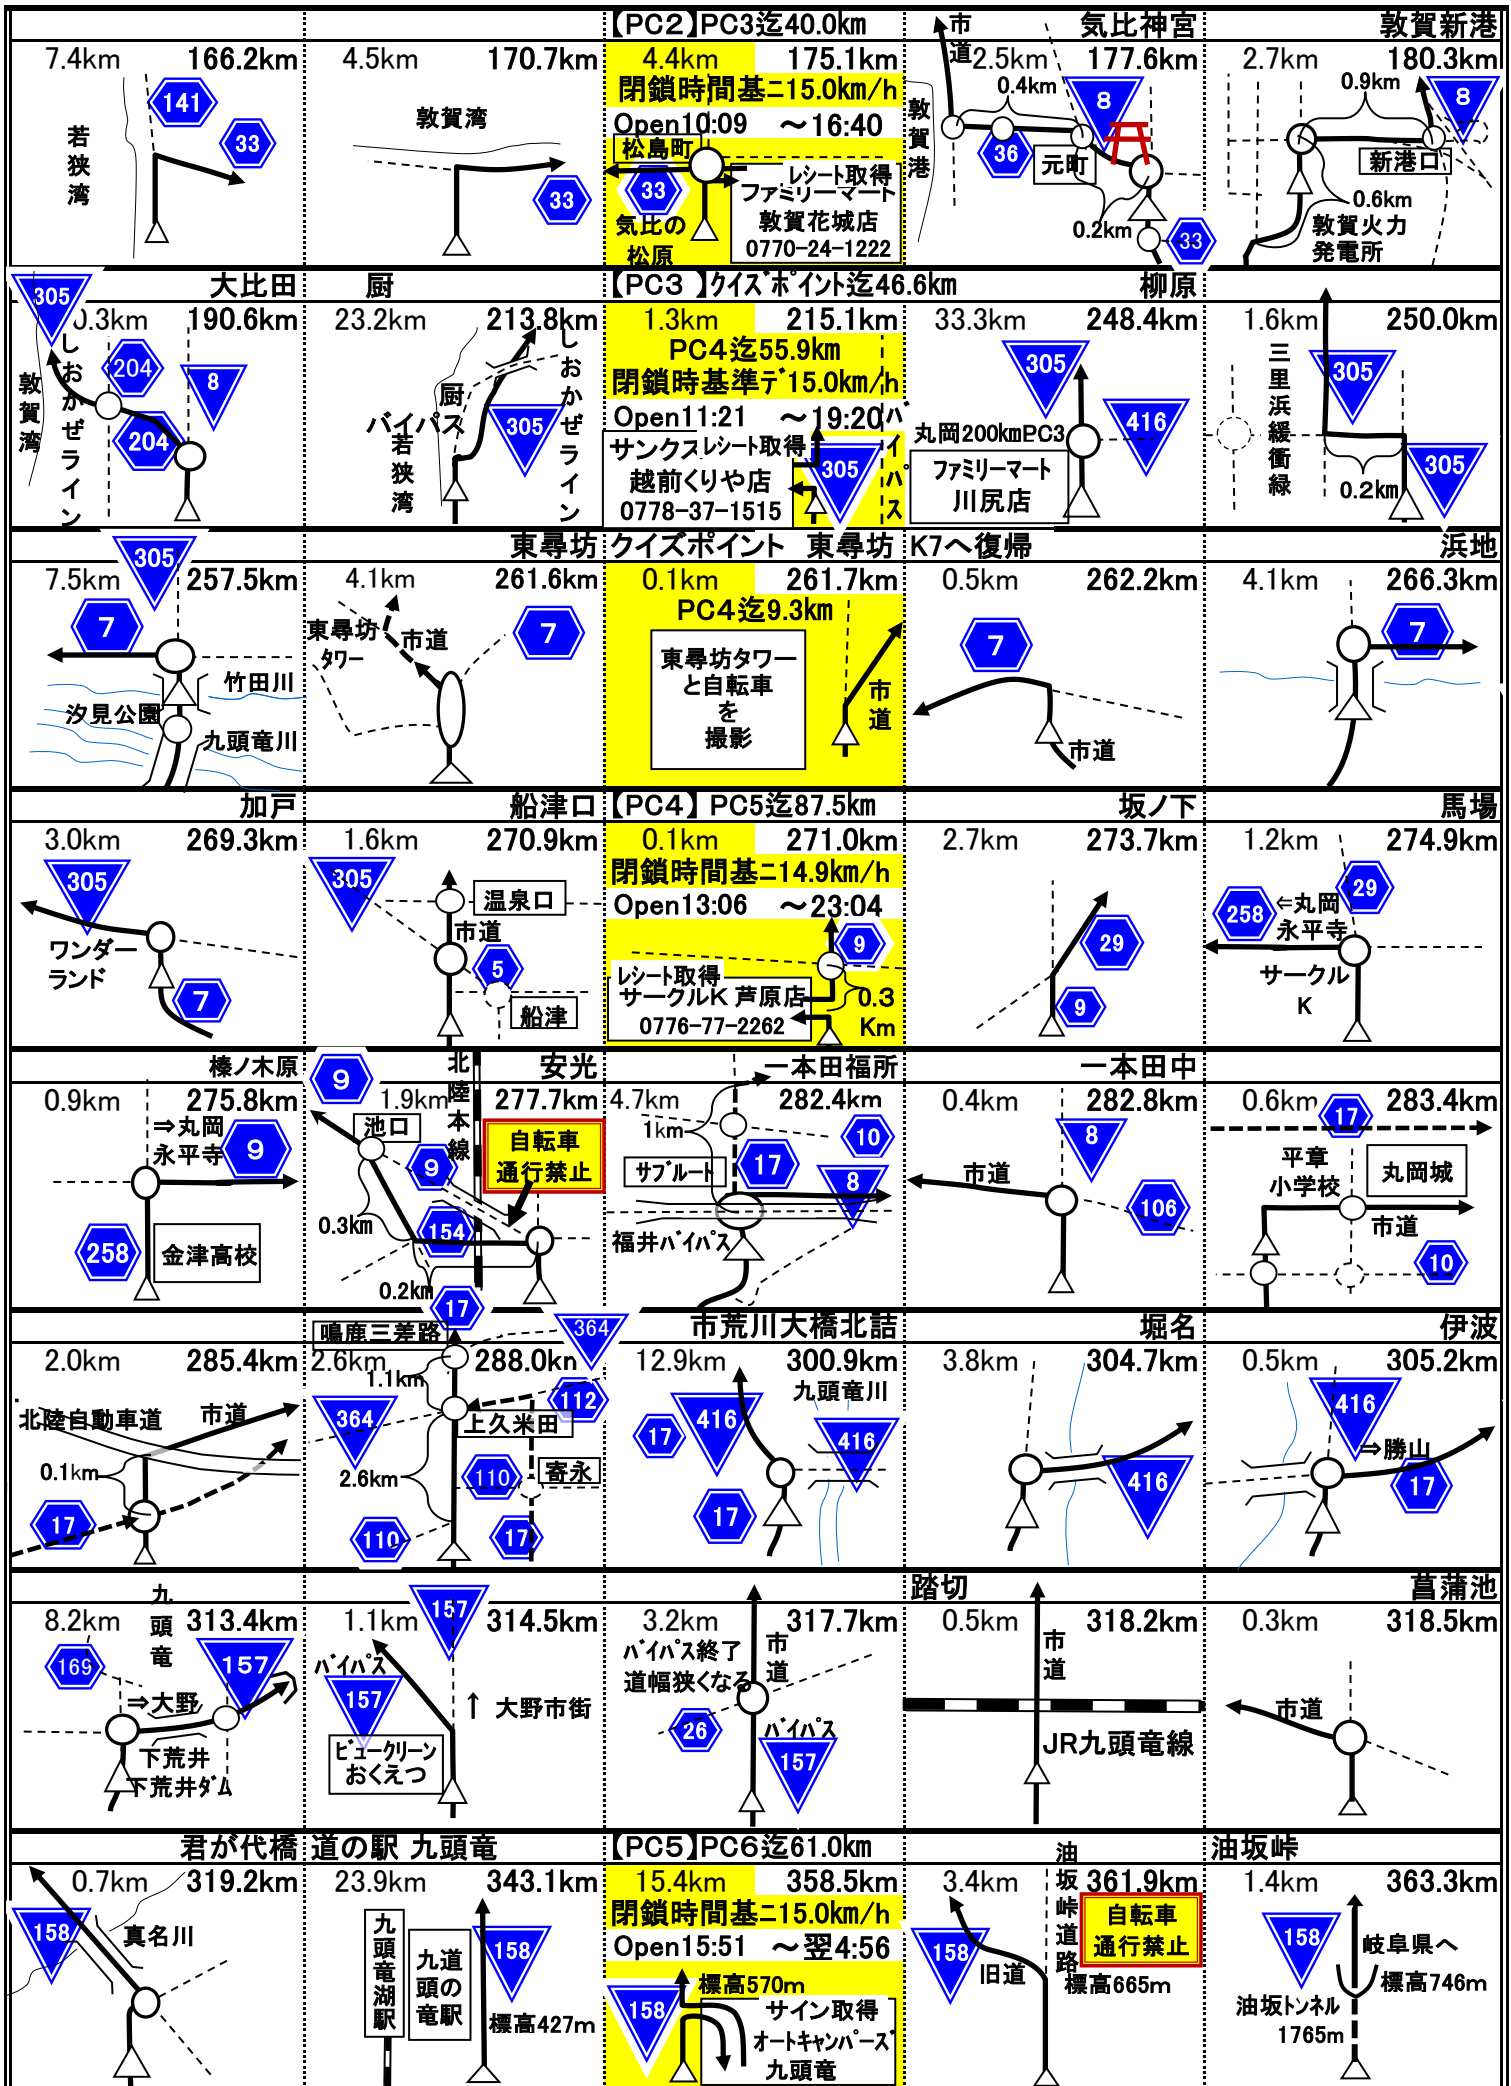 7.4km 166.2km
141
33
若狭湾
4.5km 170.7km
敦賀湾
33
【PC2】PC3迄40.0km
4.4km 175.1km
閉鎖時間基ﾆ15.0km/h
Open10:09 ～16:40
松島町
33
気比の
松原
レシート取得
ファミリーマート
敦賀花城店
0770-24-1222
気比神宮
市道
2.5km 177.6km
0.4km
8
敦賀港
36
元町
0.2km
33
敦賀新港
2.7km 180.3km
0.9km
8
新港口
0.6km
敦賀火力
発電所
大比田
305
0.3km 190.6km
しおかぜライン
204
8
敦賀湾
204
厨
23.2km 213.8km
しおかぜライン
厨
バイパス
若狭湾
305
【PC3 】ｸｲｽﾞﾎﾟｲﾝﾄ迄46.6km
1.3km 215.1km
PC4迄55.9km
閉鎖時基準ﾃﾞ15.0km/h
Open11:21 ～19:20
バイパス
サンクス レシート取得
越前くりや店
0778-37-1515
305
柳原
33.3km 248.4km
305
416
丸岡200kmPC3
ファミリーマート
川尻店
1.6km 250.0km
三里浜緩衝緑
305
305
0.2km
7.5km 257.5km
305
7
竹田川
汐見公園
九頭竜川
東尋坊
4.1km 261.6km
東尋坊
タワー
市道
7
クイズポイント 東尋坊
0.1km 261.7km
PC4迄9.3km
東尋坊タワー
と自転車
を
撮影
市道
K7へ復帰
0.5km 262.2km
7
市道
浜地
4.1km 266.3km
7
加戸
3.0km 269.3km
305
ワンダー
ランド
7
船津口
1.6km 270.9km
305
温泉口
市道
5
船津
【PC4】 PC5迄87.5km
0.1km 271.0km
閉鎖時間基ﾆ14.9km/h
Open13:06 ～23:04
9
レシート取得
サークルK 芦原店
0776-77-2262
0.3
Km
坂ノ下
2.7km 273.7km
29
9
馬場
1.2km 274.9km
29
258
⇐丸岡
永平寺
サークル
K
榛ノ木原
0.9km 275.8km
⇒丸岡
永平寺
9
258
金津高校
安光
9
北陸本線
1.9km 277.7km
池口
自転車
通行禁止
9
0.3km
154
0.2km
一本田福所
4.7km 282.4km
1km
10
サブルート
17
8
福井バイパス
一本田中
0.4km 282.8km
8
市道
106
0.6km 283.4km
17
平章
小学校
丸岡城
市道
10
2.0km 285.4km
北陸自動車道
市道
0.1km
17
17
鳴鹿三差路
364
2.6km 288.0km
1.1km
112
364
上久米田
2.6km
110
寄永
110
17
市荒川大橋北詰
12.9km 300.9km
九頭竜川
416
17
416
17
堀名
3.8km 304.7km
416
伊波
0.5km 305.2km
416
⇒勝山
17
九頭竜
8.2km 313.4km
169
157
⇒大野
下荒井
下荒井ダム
1.1km 314.5km
157
バイパス
157
↑ 大野市街
ビュークリーン
おくえつ
3.2km 317.7km
バイパス終了
道幅狭くなる
市道
26
バイパス
157
踏切
0.5km 318.2km
市道
JR九頭竜線
菖蒲池
0.3km 318.5km
市道
君が代橋
0.7km 319.2km
158
真名川
道の駅 九頭竜
23.9km 343.1km
九頭竜湖駅
道の駅
九頭竜
158
標高427m
【PC5】PC6迄61.0km
15.4km 358.5km
閉鎖時間基ﾆ15.0km/h
Open15:51 ～翌4:56
標高570m
158
サイン取得
オートキャンパーズ
九頭竜
3.4km 361.9km
油坂峠道路
自転車
通行禁止
158
旧道
標高665m
油坂峠
1.4km 363.3km
158
岐阜県へ
標高746m
油坂トンネル
1765m